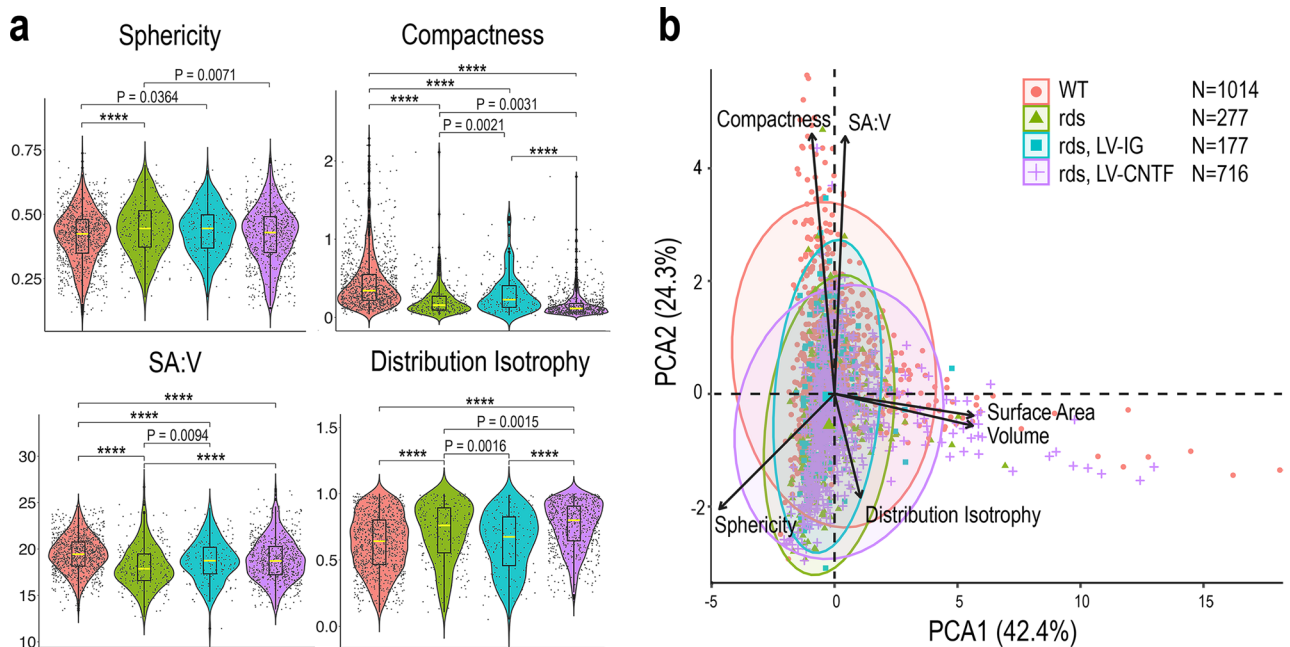 a
Sphericity
P = 0.0071
P = 0.0364
****
0.75
0.50
0.25
Compactness
****
****
**** P = 0.0031
P = 0.0021
****
2
1
0
SA:V
****
****
P = 0.0094
**** ****
30
25
20
15
10
Distribution Isotrophy
****
P = 0.0015
**** P = 0.0016 ****
1.5
1.0
0.5
0.0
b
WT N=1014
rds N=277
rds, LV-IG N=177
rds, LV-CNTF N=716
Compactness SA:V
Surface Area
Volume
Sphericity
Distribution Isotrophy
4
2
0
-2
PCA2 (24.3%)
-5 0 5 10 15
PCA1 (42.4%)